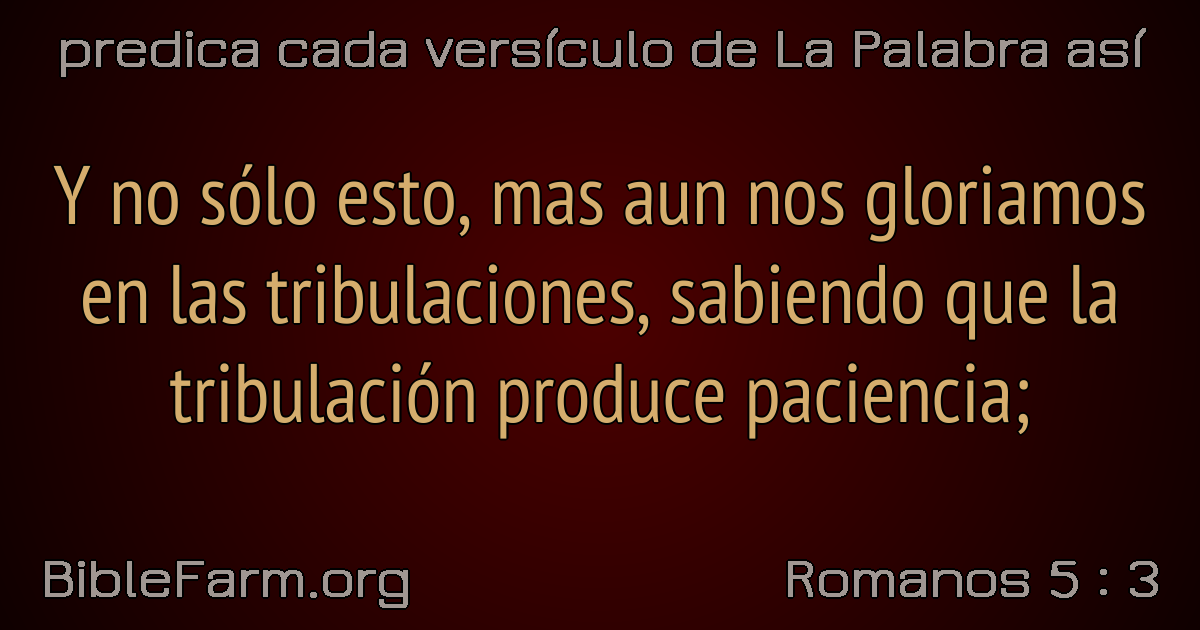 predica cada versículo de La Palabra así
Y no sólo esto, mas aun nos gloriamos
en las tribulaciones, sabiendo que la
tribulación produce paciencia;
BibleFarm.org
Romanos 5 : 3